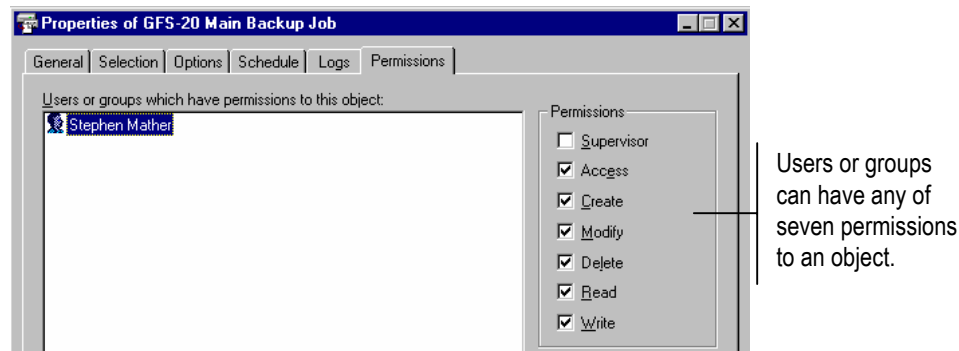 Properties of GFS-20 Main Backup Job
General Selection Options Schedule Logs Permissions
Users or groups which have permissions to this object:
Stephen Mather
Permissions
Supervisor
Access
Create
Modify
Delete
Read
Write
Users or groups
can have any of
seven permissions
to an object.